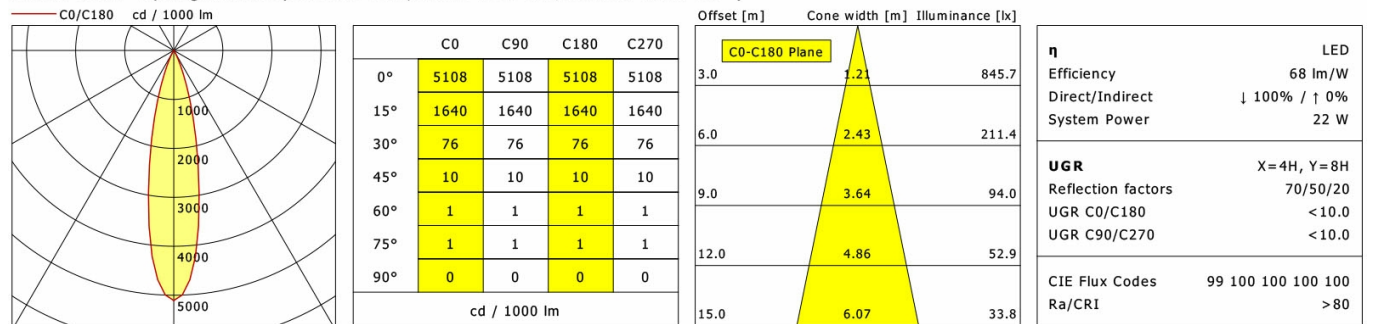 C0/C180 cd / 1000 lm
1000
2000
3000
4000
5000
C0 C90 C180 C270
0° 5108 5108 5108 5108
15° 1640 1640 1640 1640
30° 76 76 76 76
45° 10 10 10 10
60° 1 1 1 1
75° 1 1 1 1
90° 0 0 0 0
cd / 1000 lm
Offset [m] Cone width [m] Illuminance [lx]
C0-C180 Plane
3.0 1.21 845.7
6.0 2.43 211.4
9.0 3.64 94.0
12.0 4.86 52.9
15.0 6.07 33.8
η LED
Efficiency 68 lm/W
Direct/Indirect ↓ 100% / ↑ 0%
System Power 22 W
UGR X=4H, Y=8H
Reflection factors 70/50/20
UGR C0/C180 <10.0
UGR C90/C270 <10.0
CIE Flux Codes 99 100 100 100 100
Ra/CRI >80